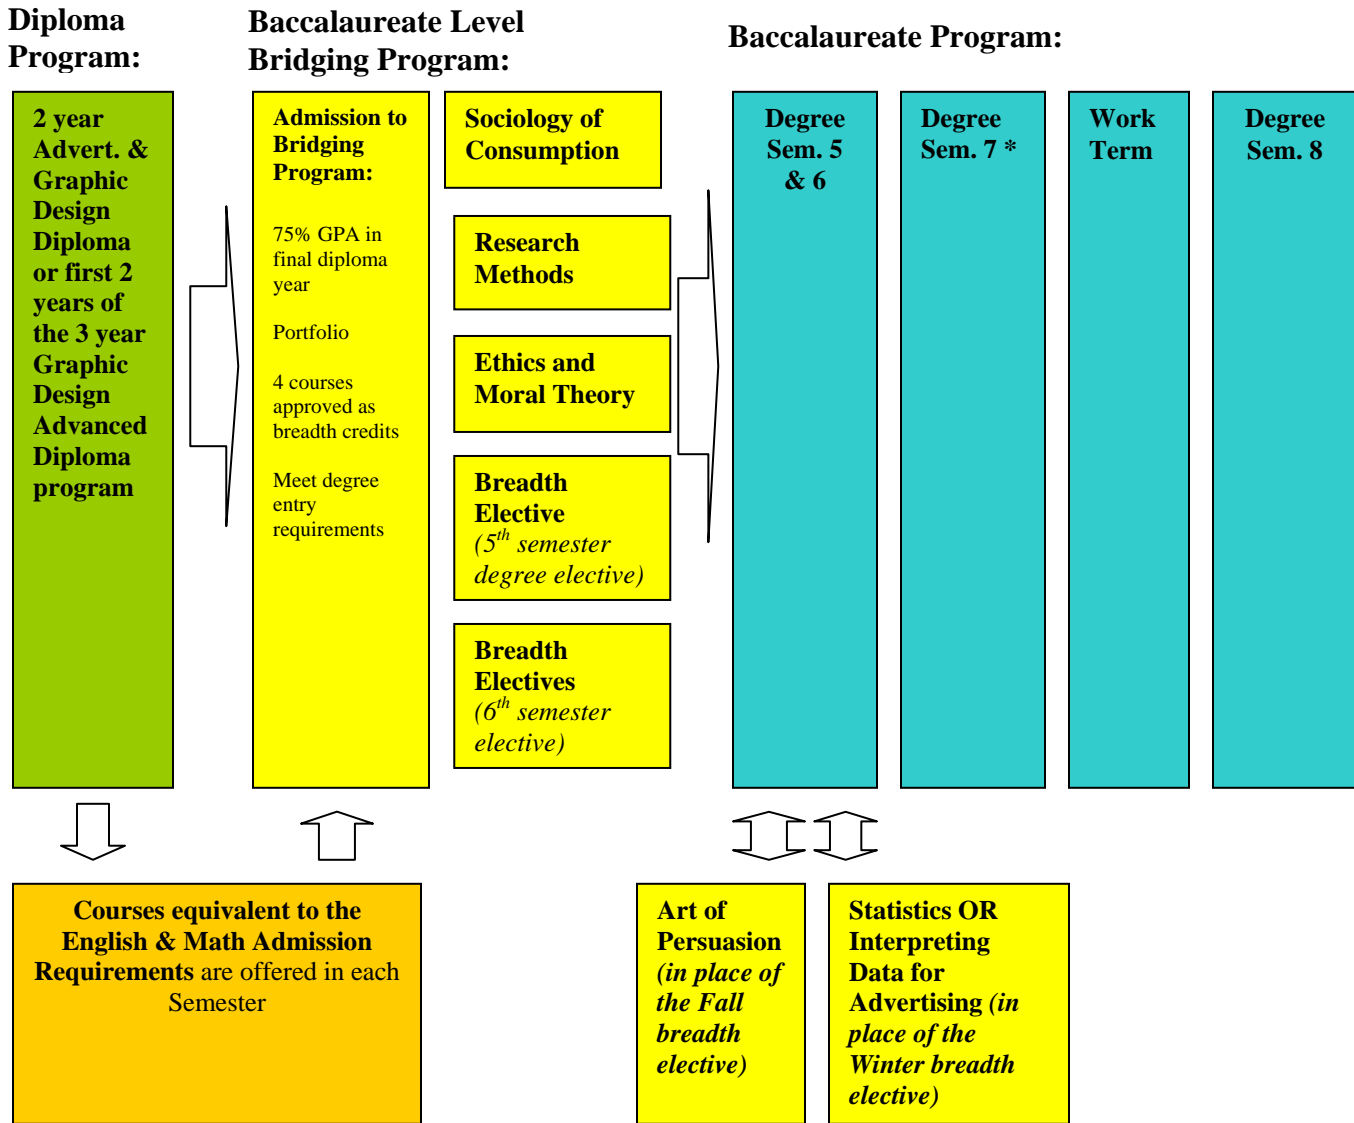 Diploma
Program:
Baccalaureate Level
Bridging Program:
Baccalaureate Program:
2 year
Advert. &
Graphic
Design
Diploma
or first 2
years of
the 3 year
Graphic
Design
Advanced
Diploma
program
Admission to
Bridging
Program:
75% GPA in
final diploma
year
Portfolio
4 courses
approved as
breadth credits
Meet degree
entry
requirements
Sociology of
Consumption
Research
Methods
Ethics and
Moral Theory
Breadth
Elective
(5th semester
degree elective)
Breadth
Electives
(6th semester
elective)
Degree
Sem. 5
& 6
Degree
Sem. 7 *
Work
Term
Degree
Sem. 8
Courses equivalent to the
English & Math Admission
Requirements are offered in each
Semester
Art of
Persuasion
(in place of
the Fall
breadth
elective)
Statistics OR
Interpreting
Data for
Advertising (in
place of the
Winter breadth
elective)